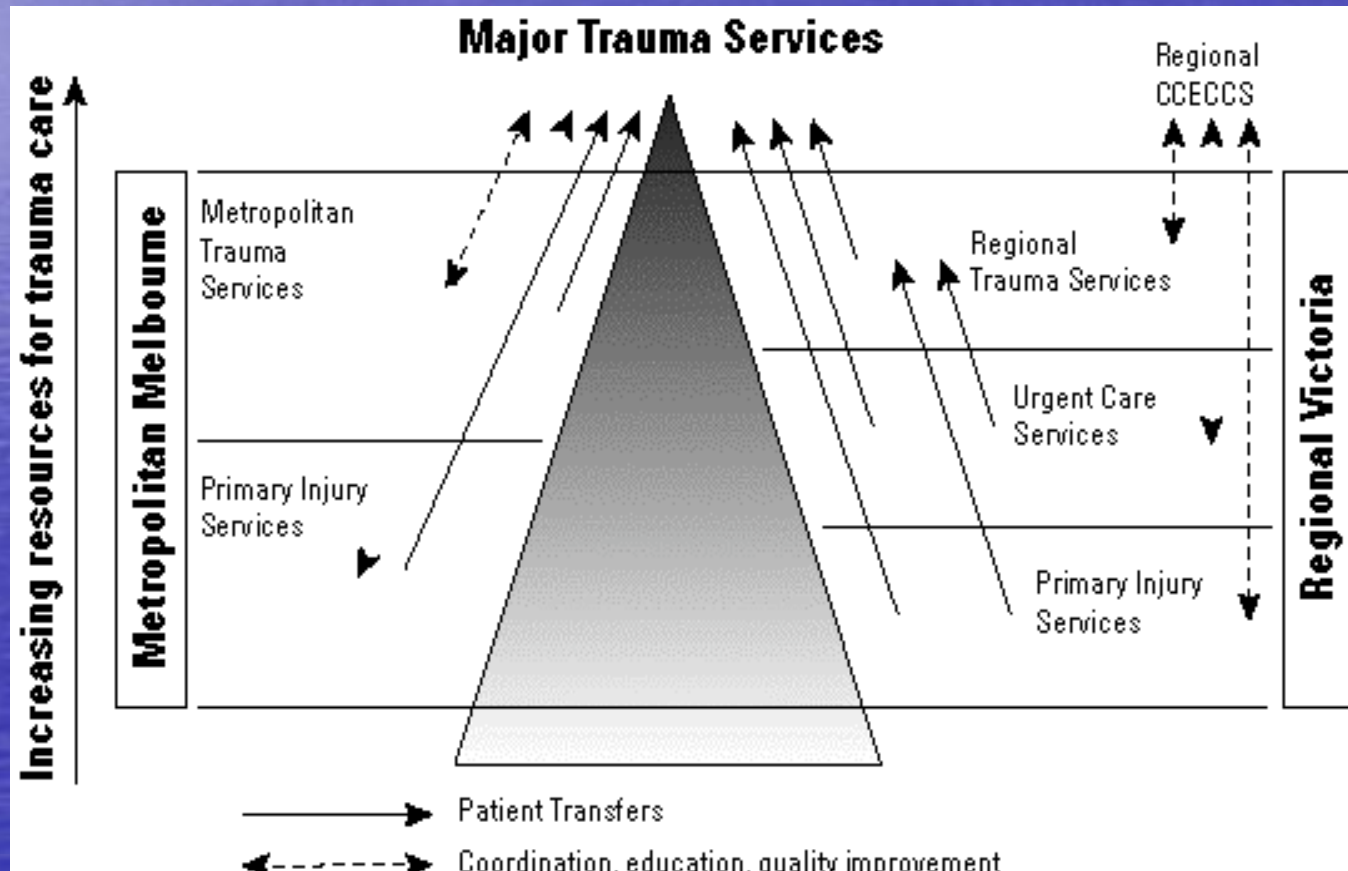 Major Trauma Services
Regional
CCECCS
Increasing resources for trauma care
Metropolitan Melbourne
Metropolitan
Trauma
Services
Primary Injury
Services
Regional
Trauma Services
Urgent Care
Services
Primary Injury
Services
Regional Victoria
Patient Transfers
Coordination, education, quality improvement